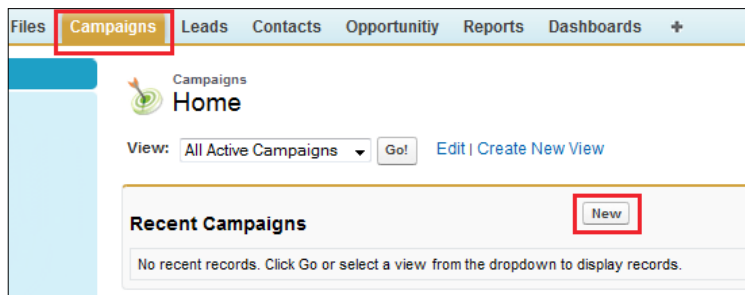 Files Campaigns Leads Contacts Opportunitiy Reports Dashboards +
Campaigns
Home
View: All Active Campaigns Go! Edit | Create New View
Recent Campaigns New
No recent records. Click Go or select a view from the dropdown to display records.